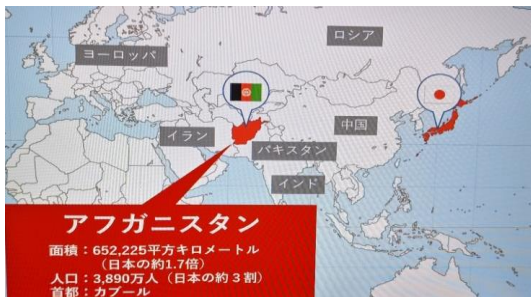 ロシア
ヨーロッパ
中国
イラン
パキスタン
インド
アフガニスタン
面積：652,225平方キロメートル
（日本の約1.7倍）
人口：3,890万人（日本の約３割）
首都：カブール